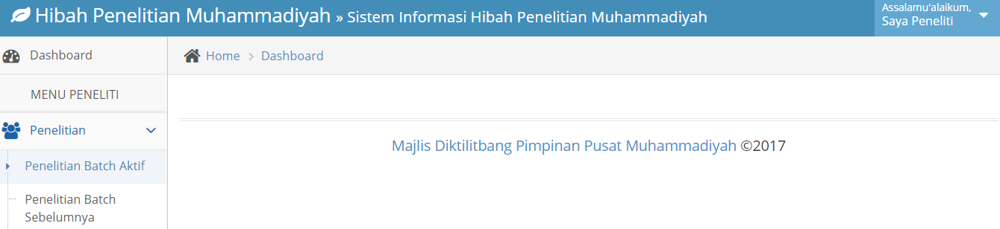 Hibah Penelitian Muhammadiyah » Sistem Informasi Hibah Penelitian Muhammadiyah
Assalamu'alaikum,
Saya Peneliti
Dashboard
Home > Dashboard
MENU PENELITI
Penelitian
Penelitian Batch Aktif
Penelitian Batch
Sebelumnya
Majlis Diktilitbang Pimpinan Pusat Muhammadiyah ©2017